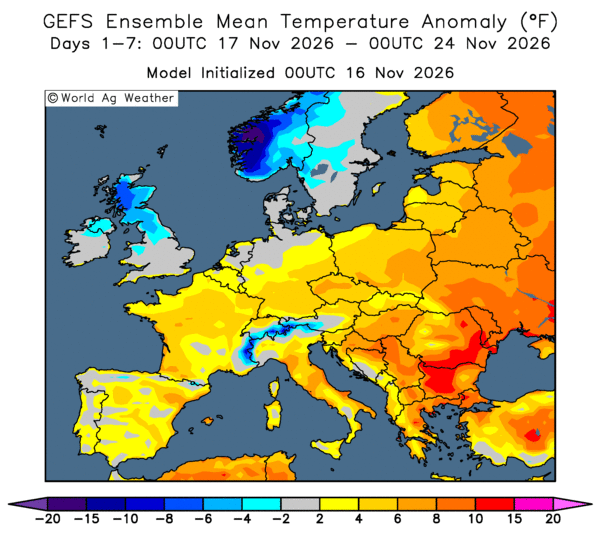 GEFS Ensemble Mean Temperature Anomaly (°F)
Days 1-7: 00UTC 17 Nov 2026 - 00UTC 24 Nov 2026
Model Initialized 00UTC 16 Nov 2026
© World Ag Weather
-20 -15 -10 -8 -6 -4 -2 2 4 6 8 10 15 20